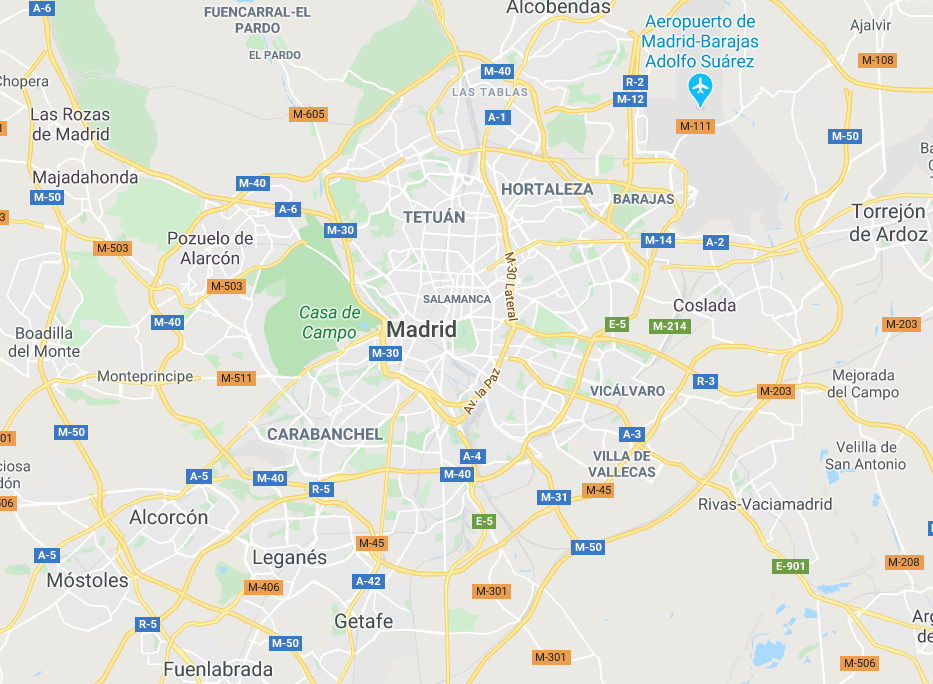 A-6
FUENCARRAL-EL
PARDO
Alcobendas
Aeropuerto de
Madrid-Barajas
Adolfo Suárez
Ajalvir
EL PARDO
M-108
M-40
Chopera
R-2
LAS TABLAS
M-12
Las Rozas
de Madrid
M-605
A-1
M-111
M-50
Majadahonda
M-40
HORTALEZA
M-50
BARAJAS
A-6
TETUÁN
Torrejón
de Ardoz
M-30
Pozuelo de
Alarcón
M-503
M-14
A-2
M-30 Lateral
M-503
SALAMANCA
Coslada
Casa de
Campo
M-40
Madrid
E-5
M-214
M-203
Boadilla
del Monte
M-30
Monteprincipe
M-511
Av. la Paz
VICÁLVARO
R-3
M-203
Mejorada
del Campo
M-50
CARABANCHEL
A-3
Velilla de
San Antonio
A-4
VILLA DE
VALLECAS
A-5
M-40
M-40
R-5
M-31
M-45
Rivas-Vaciamadrid
Alcorcón
E-5
M-45
M-50
A-5
Leganés
E-901
M-208
Móstoles
M-406
A-42
M-301
R-5
Getafe
M-50
M-301
M-506
Fuenlabrada